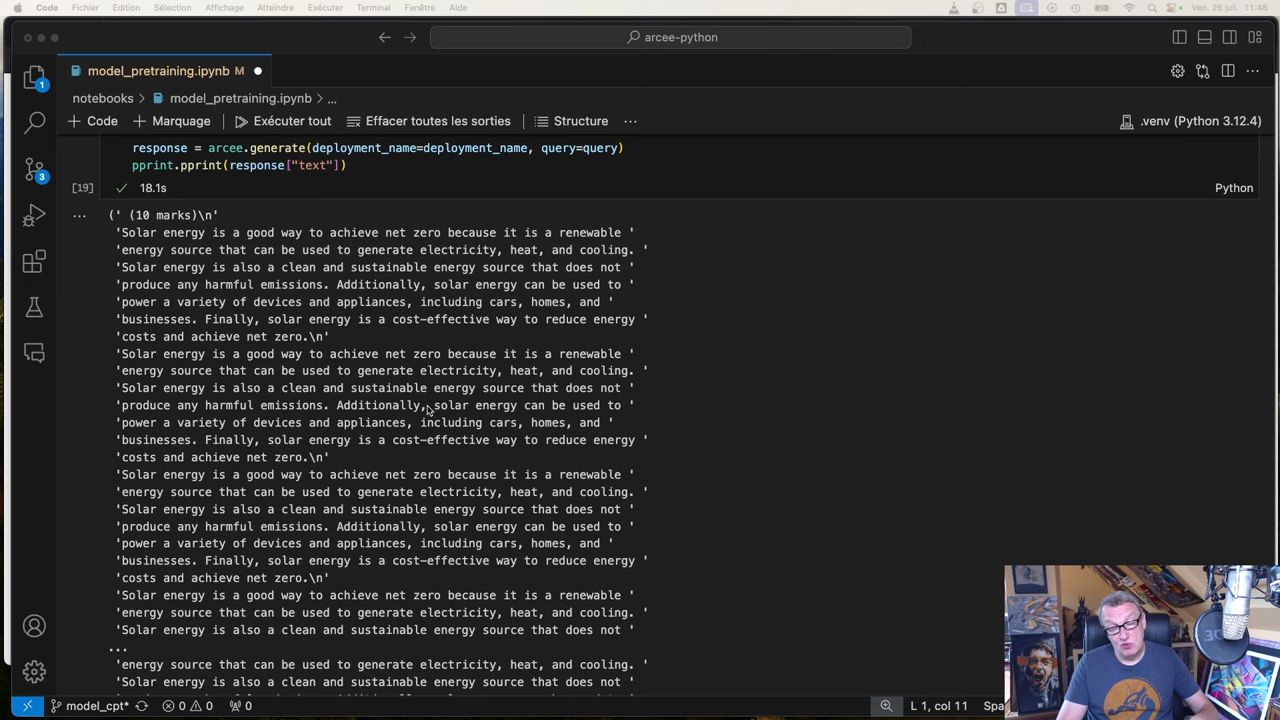 Code Fichier Edition Sélection Affichage Atteindre Exécuter Terminal Fenêtre Aide Ven. 26 juil. 11:48
arcee-python
model_pretraining.ipynb M
notebooks > model_pretraining.ipynb > ...
+ Code + Marquage Exécuter tout Effacer toutes les sorties Structure ... .venv (Python 3.12.4)
1
3
response = arcee.generate(deployment_name=deployment_name, query=query)
pprint.pprint(response["text"])
[19] 18.1s Python
... (' (10 marks)\n'
'Solar energy is a good way to achieve net zero because it is a renewable '
'energy source that can be used to generate electricity, heat, and cooling. '
'Solar energy is also a clean and sustainable energy source that does not '
'produce any harmful emissions. Additionally, solar energy can be used to '
'power a variety of devices and appliances, including cars, homes, and '
'businesses. Finally, solar energy is a cost-effective way to reduce energy '
'costs and achieve net zero.\n'
'Solar energy is a good way to achieve net zero because it is a renewable '
'energy source that can be used to generate electricity, heat, and cooling. '
'Solar energy is also a clean and sustainable energy source that does not '
'produce any harmful emissions. Additionally, solar energy can be used to '
'power a variety of devices and appliances, including cars, homes, and '
'businesses. Finally, solar energy is a cost-effective way to reduce energy '
'costs and achieve net zero.\n'
'Solar energy is a good way to achieve net zero because it is a renewable '
'energy source that can be used to generate electricity, heat, and cooling. '
'Solar energy is also a clean and sustainable energy source that does not '
'produce any harmful emissions. Additionally, solar energy can be used to '
'power a variety of devices and appliances, including cars, homes, and '
'businesses. Finally, solar energy is a cost-effective way to reduce energy '
'costs and achieve net zero.\n'
'Solar energy is a good way to achieve net zero because it is a renewable '
'energy source that can be used to generate electricity, heat, and cooling. '
'Solar energy is also a clean and sustainable energy source that does not '
...
'energy source that can be used to generate electricity, heat, and cooling. '
'Solar energy is also a clean and sustainable energy source that does not '
model_cpt* 0 0 0 L 1, col 11 Spa